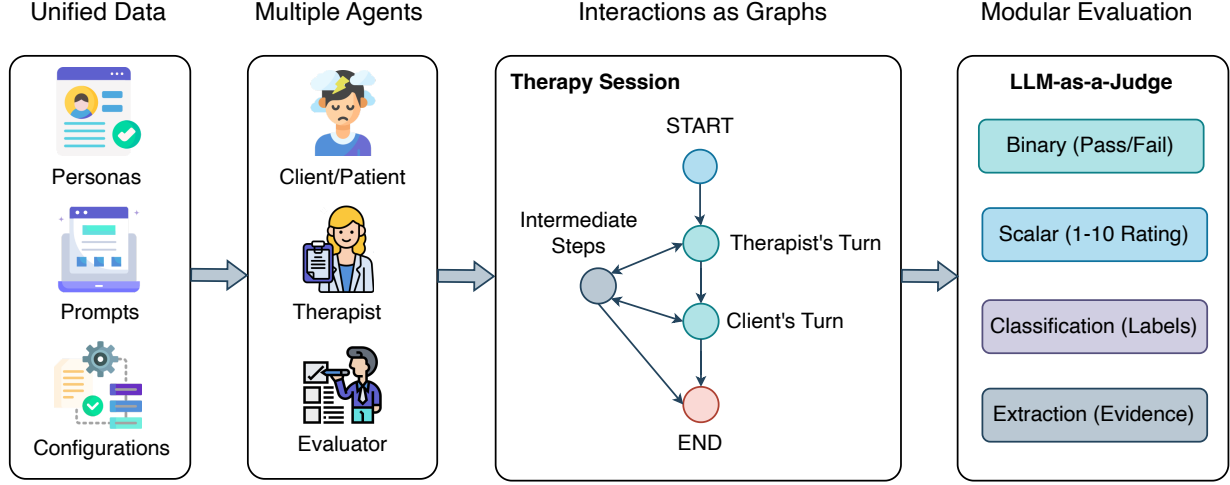 Unified Data
Multiple Agents
Interactions as Graphs
Modular Evaluation
Personas
Prompts
Configurations
Client/Patient
Therapist
Evaluator
Therapy Session
START
Intermediate
Steps
Therapist's Turn
Client's Turn
END
LLM-as-a-Judge
Binary (Pass/Fail)
Scalar (1-10 Rating)
Classification (Labels)
Extraction (Evidence)